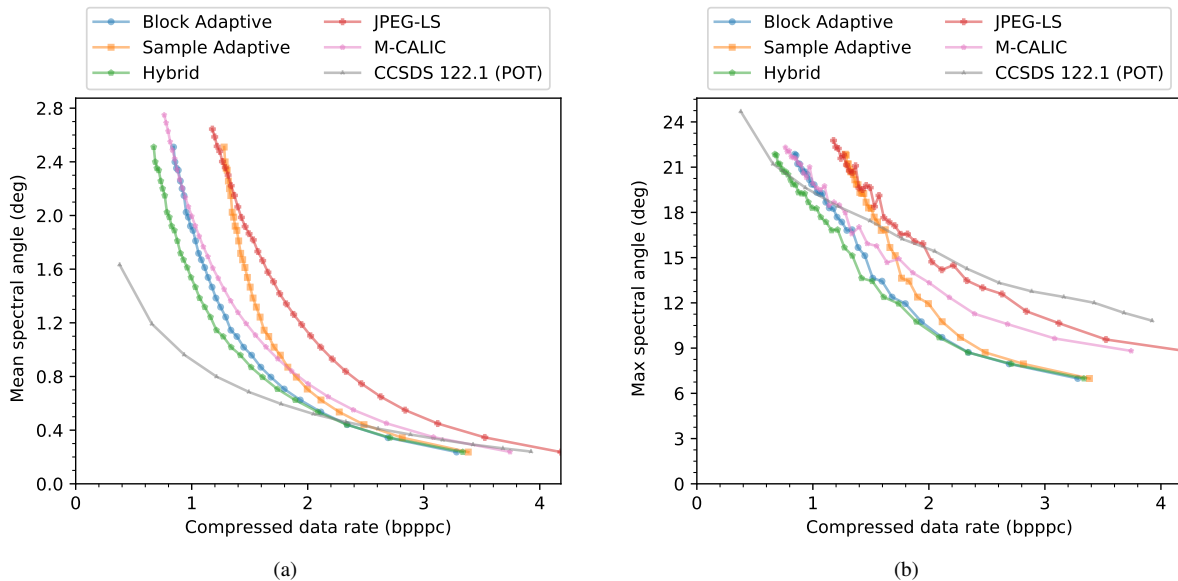 Block Adaptive
Sample Adaptive
Hybrid
JPEG-LS
M-CALIC
CCSDS 122.1 (POT)
2.8
2.4
2.0
1.6
1.2
0.8
0.4
0.0
Mean spectral angle (deg)
0 1 2 3 4
Compressed data rate (bpppc)
(a)
Block Adaptive
Sample Adaptive
Hybrid
JPEG-LS
M-CALIC
CCSDS 122.1 (POT)
24
21
18
15
12
9
6
3
0
Max spectral angle (deg)
0 1 2 3 4
Compressed data rate (bpppc)
(b)